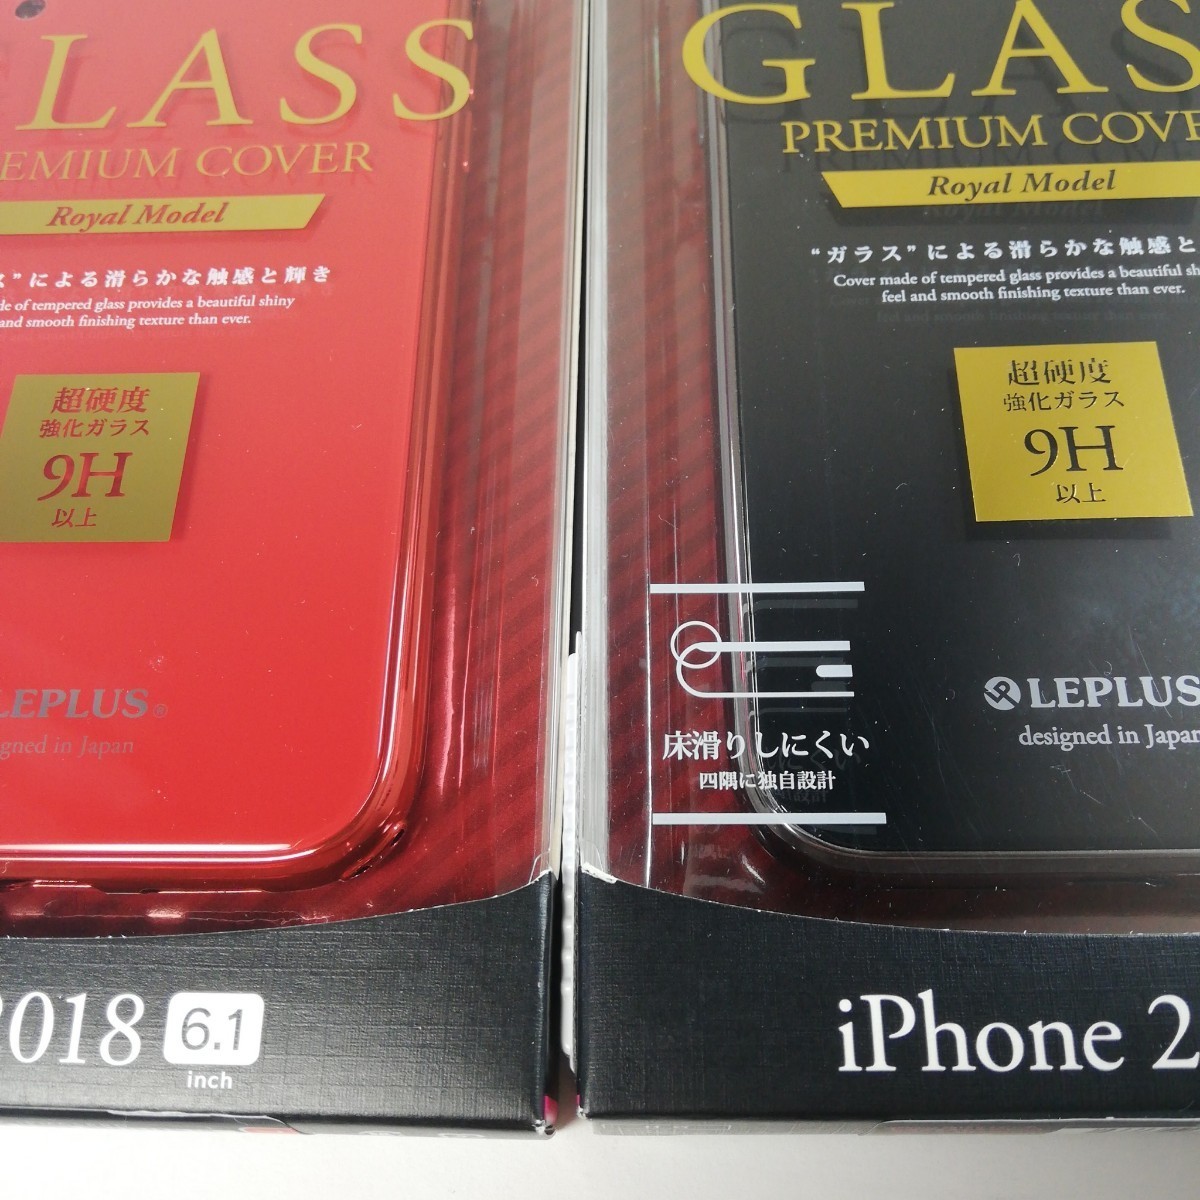 LASS
EMIUM COVER
Royal Model
ス”による滑らかな触感と輝き
de of tempered glass provides a beautiful shiny
and smooth finishing texture than ever.
超硬度
強化ガラス
9H
以上
LEPLUS®
gned in Japan
2018 6.1
inch
GLAS
PREMIUM COVE
Royal Model
“ガラス”による滑らかな触感と
Cover made of tempered glass provides a beautiful sh
feel and smooth finishing texture than ever.
超硬度
強化ガラス
9H
以上
床滑りしにくい
四隅に独自設計
LEPLUS
designed in Japan
iPhone 2